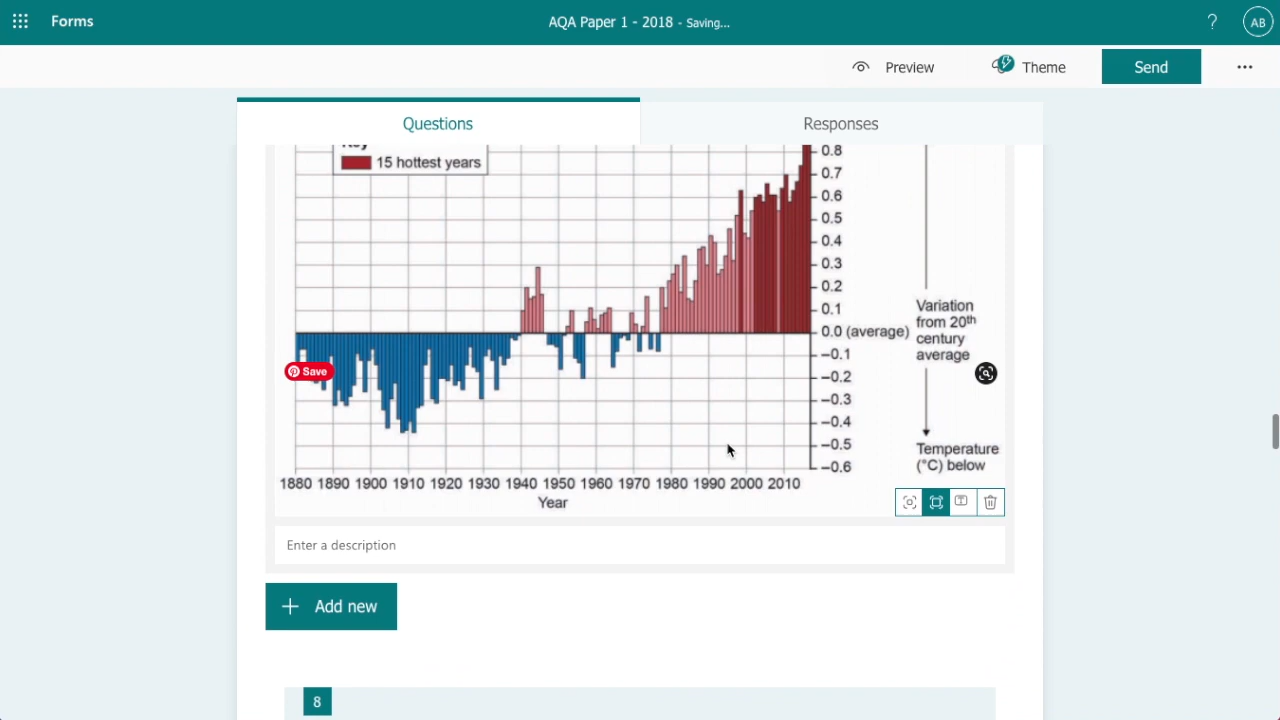 Forms
AQA Paper 1 - 2018 - Saving...
?
AB
Preview
Theme
Send
Questions
Responses
Key
15 hottest years
0.8
0.7
0.6
0.5
0.4
0.3
0.2
0.1
0.0 (average)
–0.1
–0.2
–0.3
–0.4
–0.5
–0.6
Variation
from 20th
century
average
Temperature
(°C) below
Save
1880 1890 1900 1910 1920 1930 1940 1950 1960 1970 1980 1990 2000 2010
Year
Enter a description
Add new
8